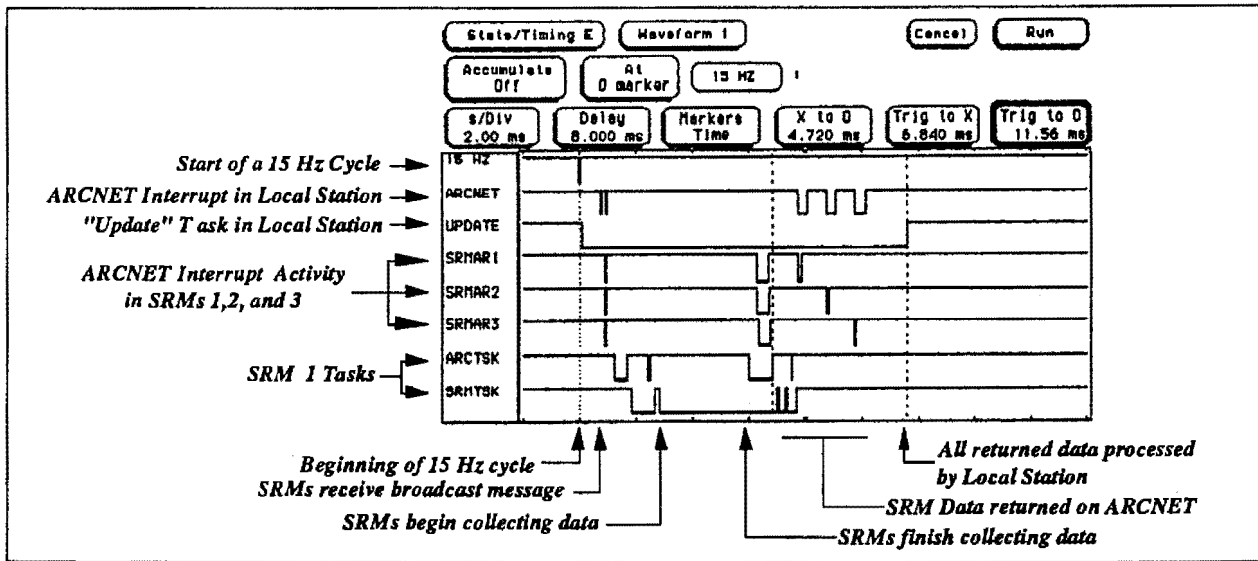 State/Timing E
Waveform 1
Cancel
Run
Accumulate
Off
At
O marker
15 HZ
s/Div
2.00 ms
Delay
8.000 ms
Markers
Time
X to O
4.720 ms
Trig to X
6.840 ms
Trig to O
11.56 ms
Start of a 15 Hz Cycle
15 HZ
ARCNET Interrupt in Local Station
ARCNET
"Update" Task in Local Station
UPDATE
ARCNET Interrupt Activity
in SRMs 1,2, and 3
SRMAR1
SRMAR2
SRMAR3
SRM 1 Tasks
ARCTSK
SRMTSK
Beginning of 15 Hz cycle
SRMs receive broadcast message
SRMs begin collecting data
All returned data processed
by Local Station
SRM Data returned on ARCNET
SRMs finish collecting data